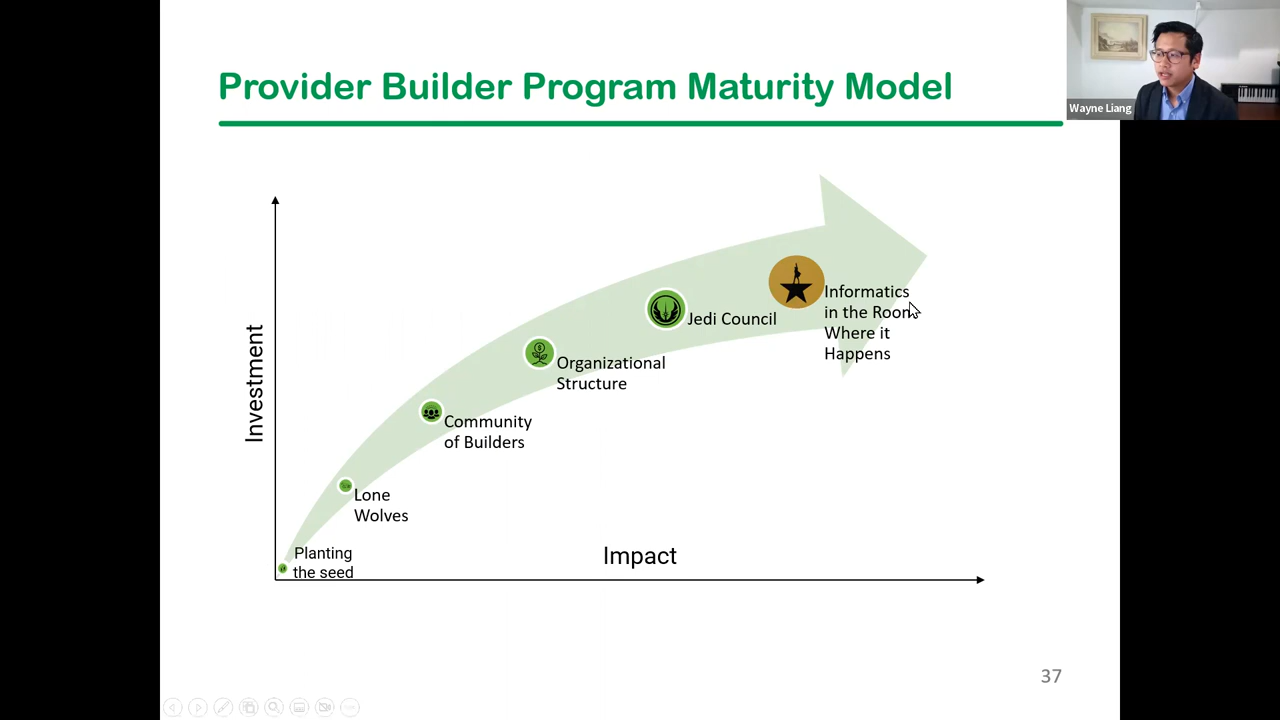 Provider Builder Program Maturity Model
Wayne Liang
Investment
Informatics
in the Room
Where it
Happens
Jedi Council
Organizational
Structure
Community
of Builders
Lone
Wolves
Planting
the seed
Impact
37